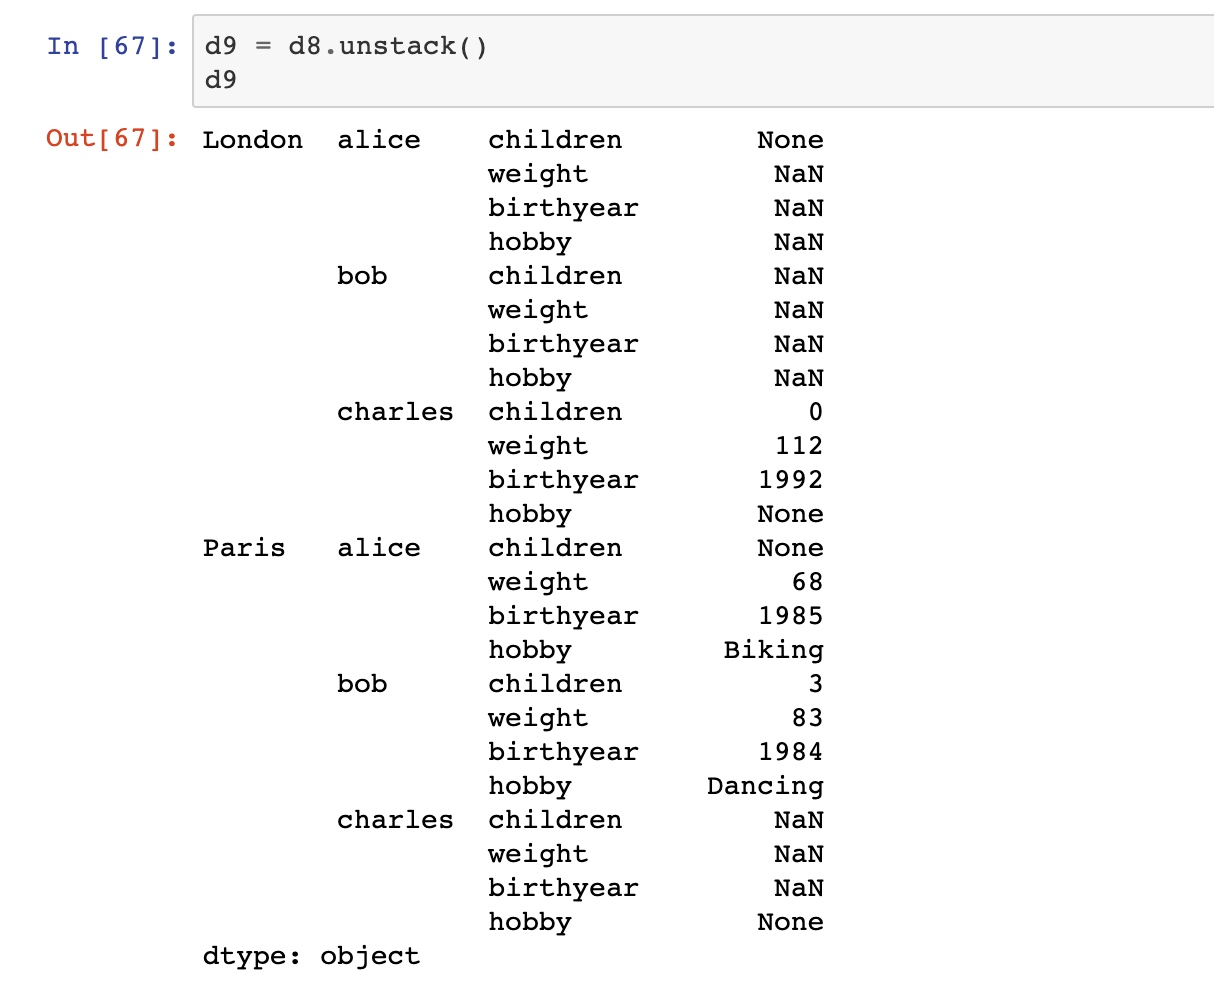 In [67]: d9 = d8.unstack()
d9
Out[67]: London alice children None
weight NaN
birthyear NaN
hobby NaN
bob children NaN
weight NaN
birthyear NaN
hobby NaN
charles children 0
weight 112
birthyear 1992
hobby None
Paris alice children None
weight 68
birthyear 1985
hobby Biking
bob children 3
weight 83
birthyear 1984
hobby Dancing
charles children NaN
weight NaN
birthyear NaN
hobby None
dtype: object